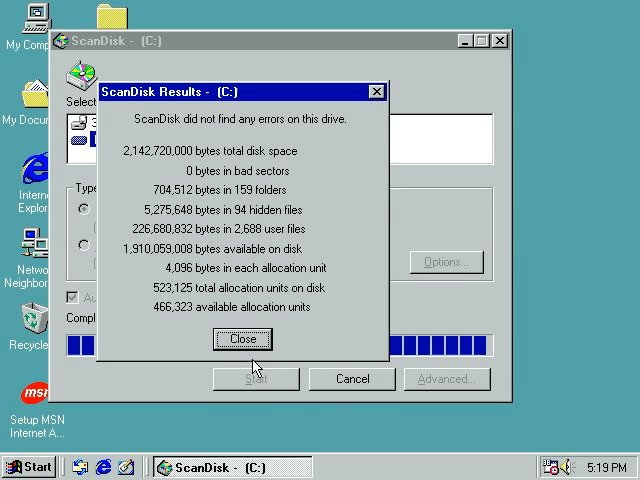 My Comp
My Docum
Intern
Explor
Netwo
Neighbor
Recycle
msn
Setup MSN
Internet A...
ScanDisk - (C:)
Select
Type
Au
Compl
Options...
Start
Cancel
Advanced...
ScanDisk Results - (C:)
ScanDisk did not find any errors on this drive.
2,142,720,000 bytes total disk space
0 bytes in bad sectors
704,512 bytes in 159 folders
5,275,648 bytes in 94 hidden files
226,680,832 bytes in 2,688 user files
1,910,059,008 bytes available on disk
4,096 bytes in each allocation unit
523,125 total allocation units on disk
466,323 available allocation units
Close
Start
ScanDisk - (C:)
5:19 PM